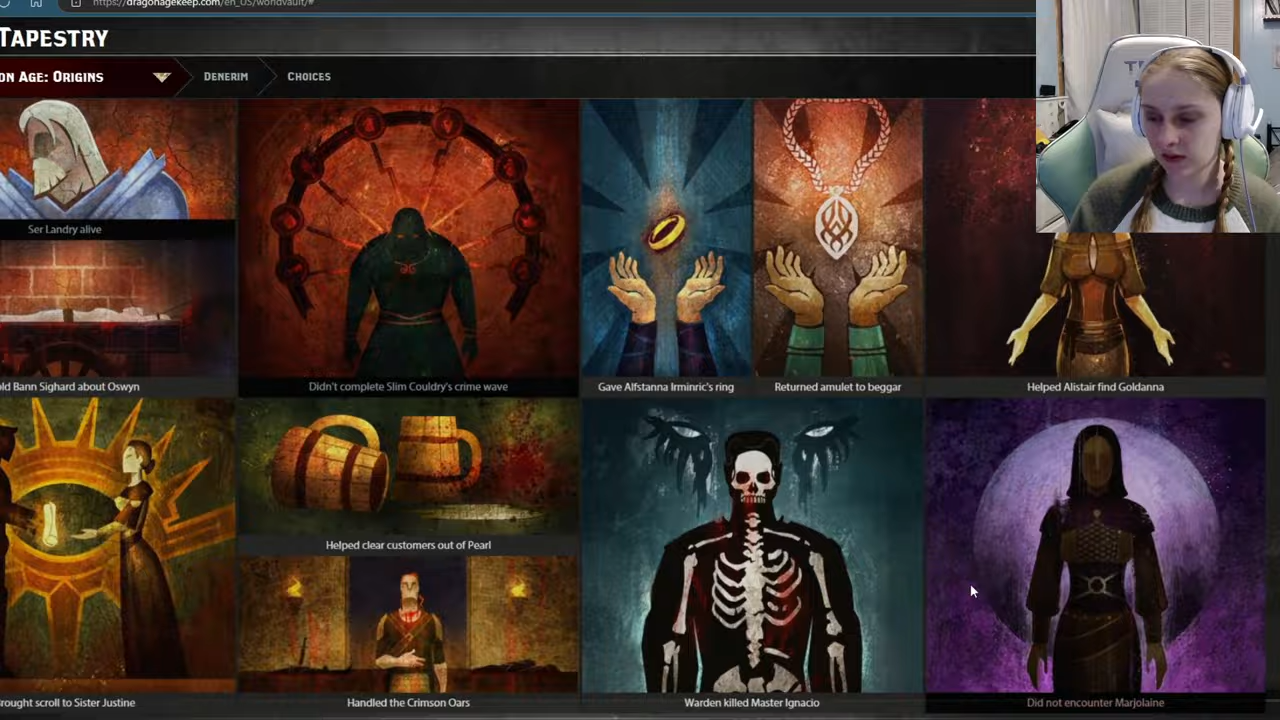 https://dragonagekeep.com/en_US/worldvault/#
TAPESTRY
ON AGE: ORIGINS
DENERIM
CHOICES
Ser Landry alive
old Bann Sighard about Oswyn
Didn't complete Slim Couldry's crime wave
Gave Alfstanna Irminric's ring
Returned amulet to beggar
Helped Alistair find Goldanna
Helped clear customers out of Pearl
rought scroll to Sister Justine
Handled the Crimson Oars
Warden killed Master Ignacio
Did not encounter Marjolaine